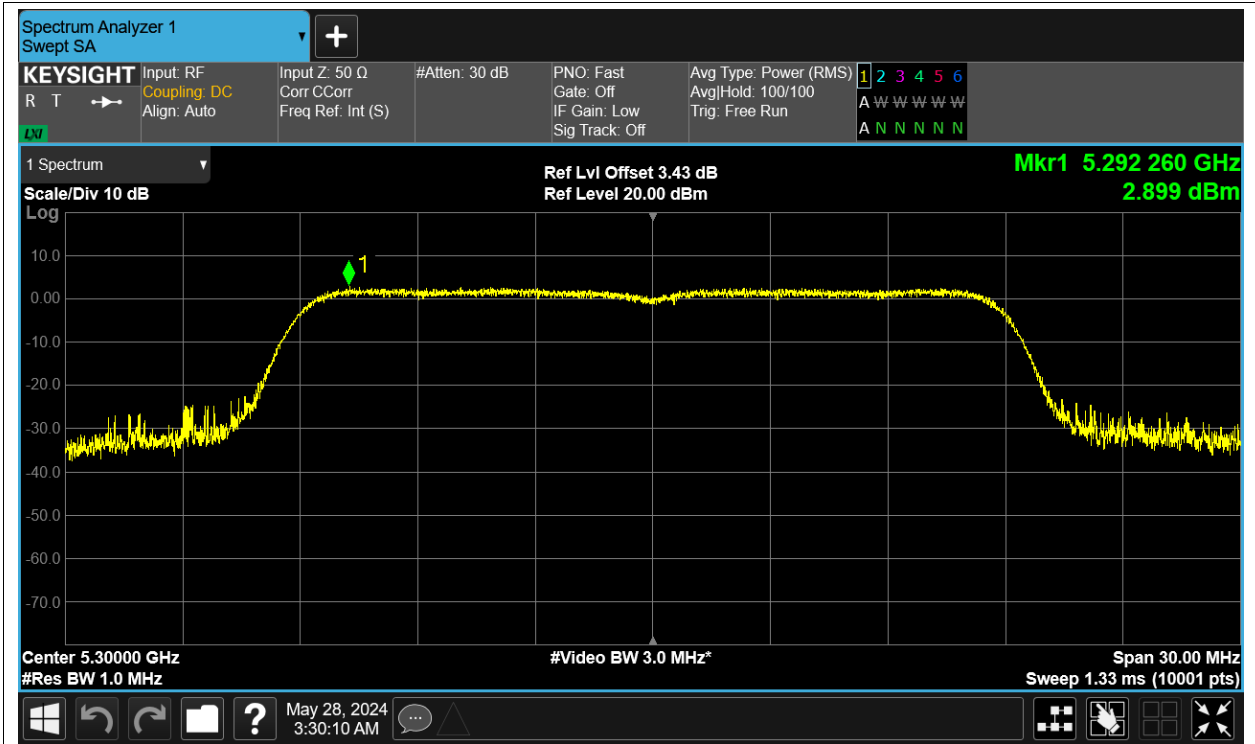 Spectrum Analyzer 1
Swept SA
KEYSIGHT
R T
LXI
Input: RF
Coupling: DC
Align: Auto
Input Z: 50 Ω
Corr CCorr
Freq Ref: Int (S)
#Atten: 30 dB
PNO: Fast
Gate: Off
IF Gain: Low
Sig Track: Off
Avg Type: Power (RMS)
Avg|Hold: 100/100
Trig: Free Run
1 2 3 4 5 6
A W W W W W
A N N N N N
1 Spectrum
Scale/Div 10 dB
Log
Ref Lvl Offset 3.43 dB
Ref Level 20.00 dBm
Mkr1 5.292 260 GHz
2.899 dBm
1
10.0
0.00
-10.0
-20.0
-30.0
-40.0
-50.0
-60.0
-70.0
Center 5.30000 GHz
#Res BW 1.0 MHz
#Video BW 3.0 MHz*
Span 30.00 MHz
Sweep 1.33 ms (10001 pts)
?
May 28, 2024
3:30:10 AM